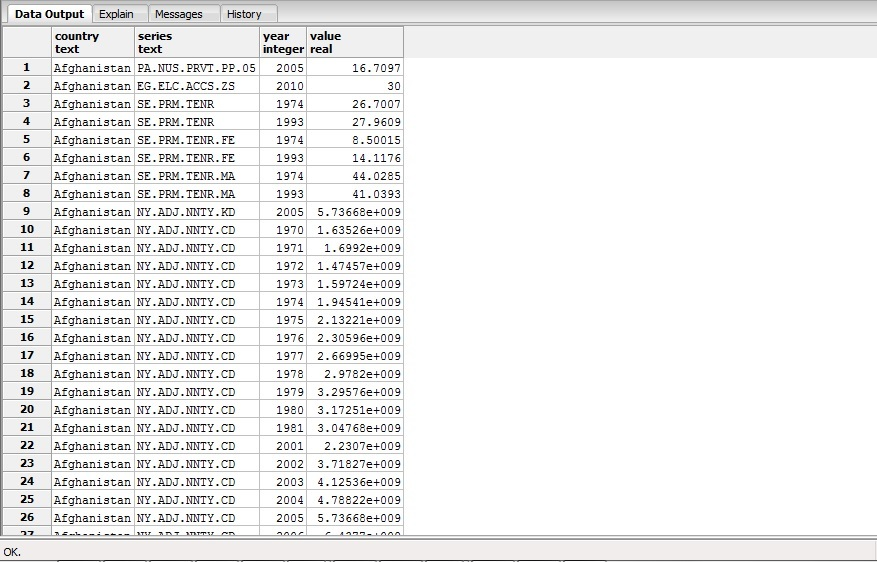 Data Output Explain Messages History
country series year value
text text integer real
1 Afghanistan PA.NUS.PRVT.PP.05 2005 16.7097
2 Afghanistan EG.ELC.ACCS.ZS 2010 30
3 Afghanistan SE.PRM.TENR 1974 26.7007
4 Afghanistan SE.PRM.TENR 1993 27.9609
5 Afghanistan SE.PRM.TENR.FE 1974 8.50015
6 Afghanistan SE.PRM.TENR.FE 1993 14.1176
7 Afghanistan SE.PRM.TENR.MA 1974 44.0285
8 Afghanistan SE.PRM.TENR.MA 1993 41.0393
9 Afghanistan NY.ADJ.NNTY.KD 2005 5.73668e+009
10 Afghanistan NY.ADJ.NNTY.CD 1970 1.63526e+009
11 Afghanistan NY.ADJ.NNTY.CD 1971 1.6992e+009
12 Afghanistan NY.ADJ.NNTY.CD 1972 1.47457e+009
13 Afghanistan NY.ADJ.NNTY.CD 1973 1.59724e+009
14 Afghanistan NY.ADJ.NNTY.CD 1974 1.94541e+009
15 Afghanistan NY.ADJ.NNTY.CD 1975 2.13221e+009
16 Afghanistan NY.ADJ.NNTY.CD 1976 2.30596e+009
17 Afghanistan NY.ADJ.NNTY.CD 1977 2.66995e+009
18 Afghanistan NY.ADJ.NNTY.CD 1978 2.9782e+009
19 Afghanistan NY.ADJ.NNTY.CD 1979 3.29576e+009
20 Afghanistan NY.ADJ.NNTY.CD 1980 3.17251e+009
21 Afghanistan NY.ADJ.NNTY.CD 1981 3.04768e+009
22 Afghanistan NY.ADJ.NNTY.CD 2001 2.2307e+009
23 Afghanistan NY.ADJ.NNTY.CD 2002 3.71827e+009
24 Afghanistan NY.ADJ.NNTY.CD 2003 4.12536e+009
25 Afghanistan NY.ADJ.NNTY.CD 2004 4.78822e+009
26 Afghanistan NY.ADJ.NNTY.CD 2005 5.73668e+009
27 Afghanistan NY.ADJ.NNTY.CD 2006
OK.